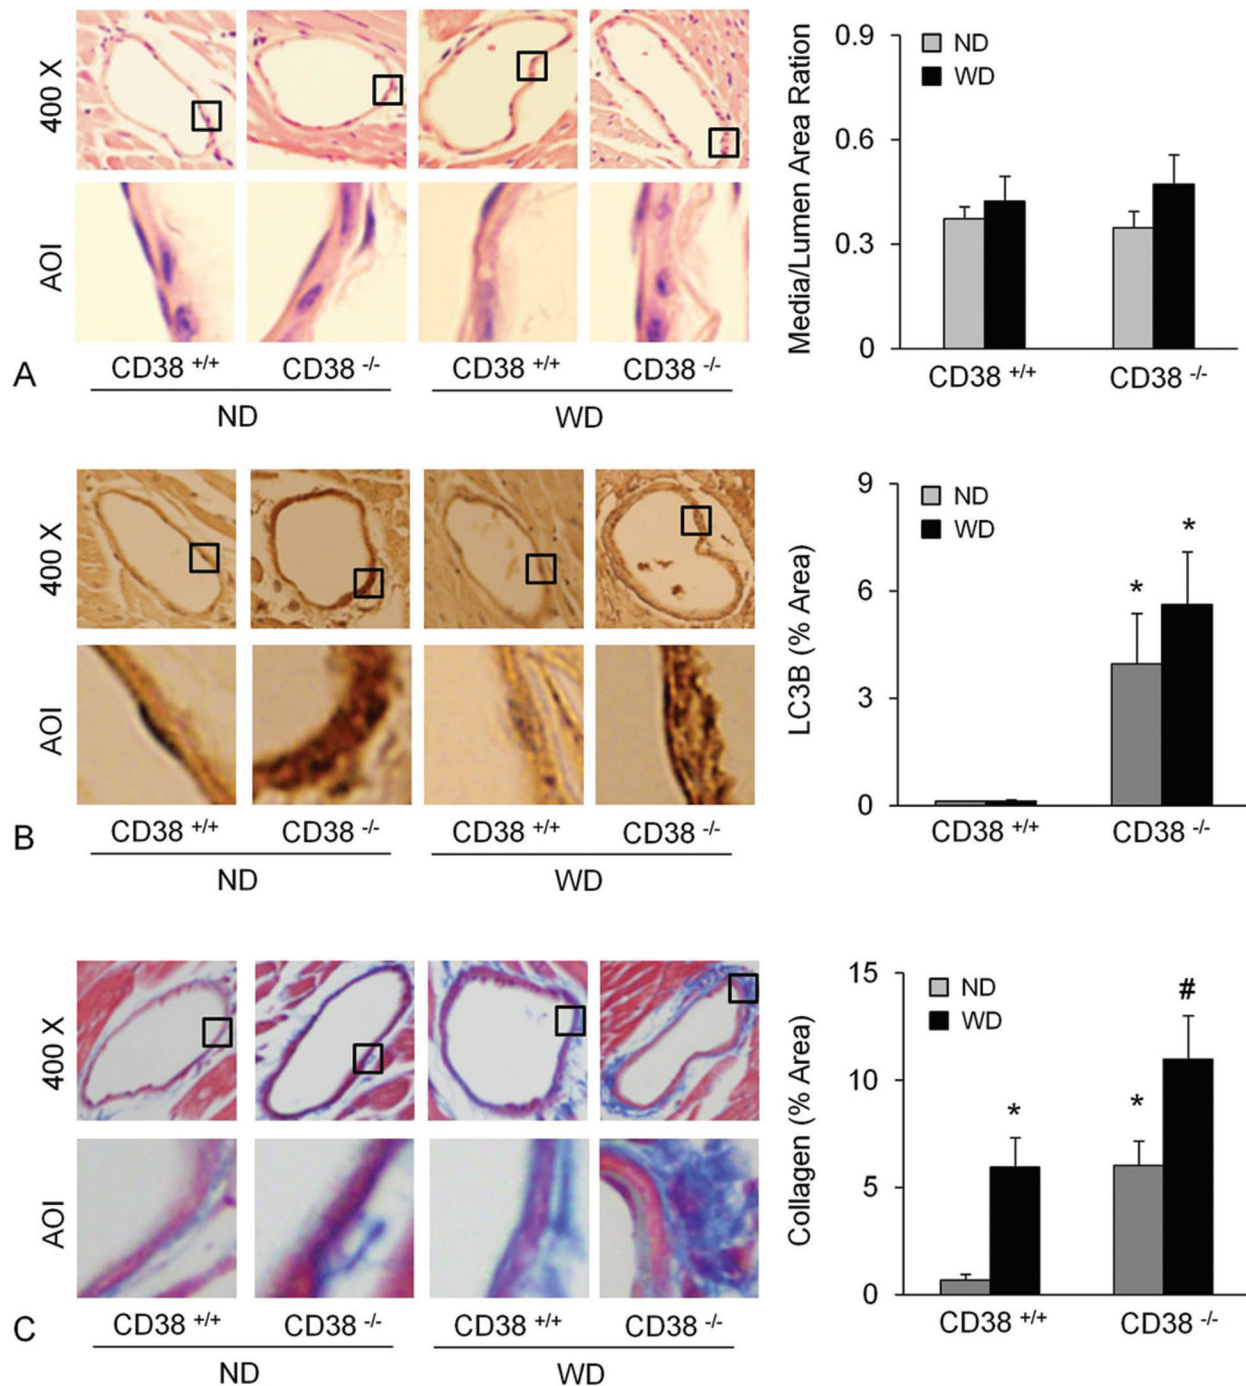 400 X
AOI
A
CD38 +/+ CD38 -/- CD38 +/+ CD38 -/-
ND WD
Media/Lumen Area Ration
0.9
0.6
0.3
0
ND
WD
CD38 +/+ CD38 -/-
400 X
AOI
B
CD38 +/+ CD38 -/- CD38 +/+ CD38 -/-
ND WD
LC3B (% Area)
9
6
3
0
ND
WD
* *
CD38 +/+ CD38 -/-
400 X
AOI
C
CD38 +/+ CD38 -/- CD38 +/+ CD38 -/-
ND WD
Collagen (% Area)
15
10
5
0
ND
WD
* * #
CD38 +/+ CD38 -/-